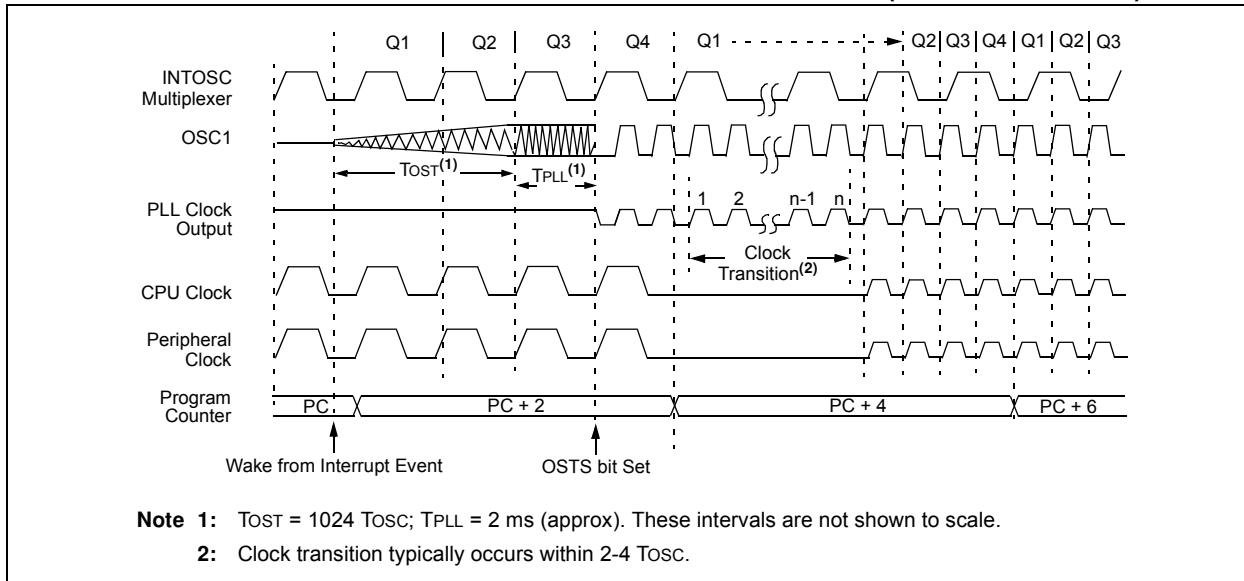 Q1 Q2 Q3 Q4 Q1 Q2 Q3 Q4 Q1 Q2 Q3
INTOSC
Multiplexer
OSC1
TOST(1)
TPLL(1)
PLL Clock
Output
1 2 n-1 n
Clock
Transition(2)
CPU Clock
Peripheral
Clock
Program
Counter
PC PC + 2 PC + 4 PC + 6
Wake from Interrupt Event OSTS bit Set
Note 1: TOST = 1024 TOSC; TPLL = 2 ms (approx). These intervals are not shown to scale.
2: Clock transition typically occurs within 2-4 TOSC.